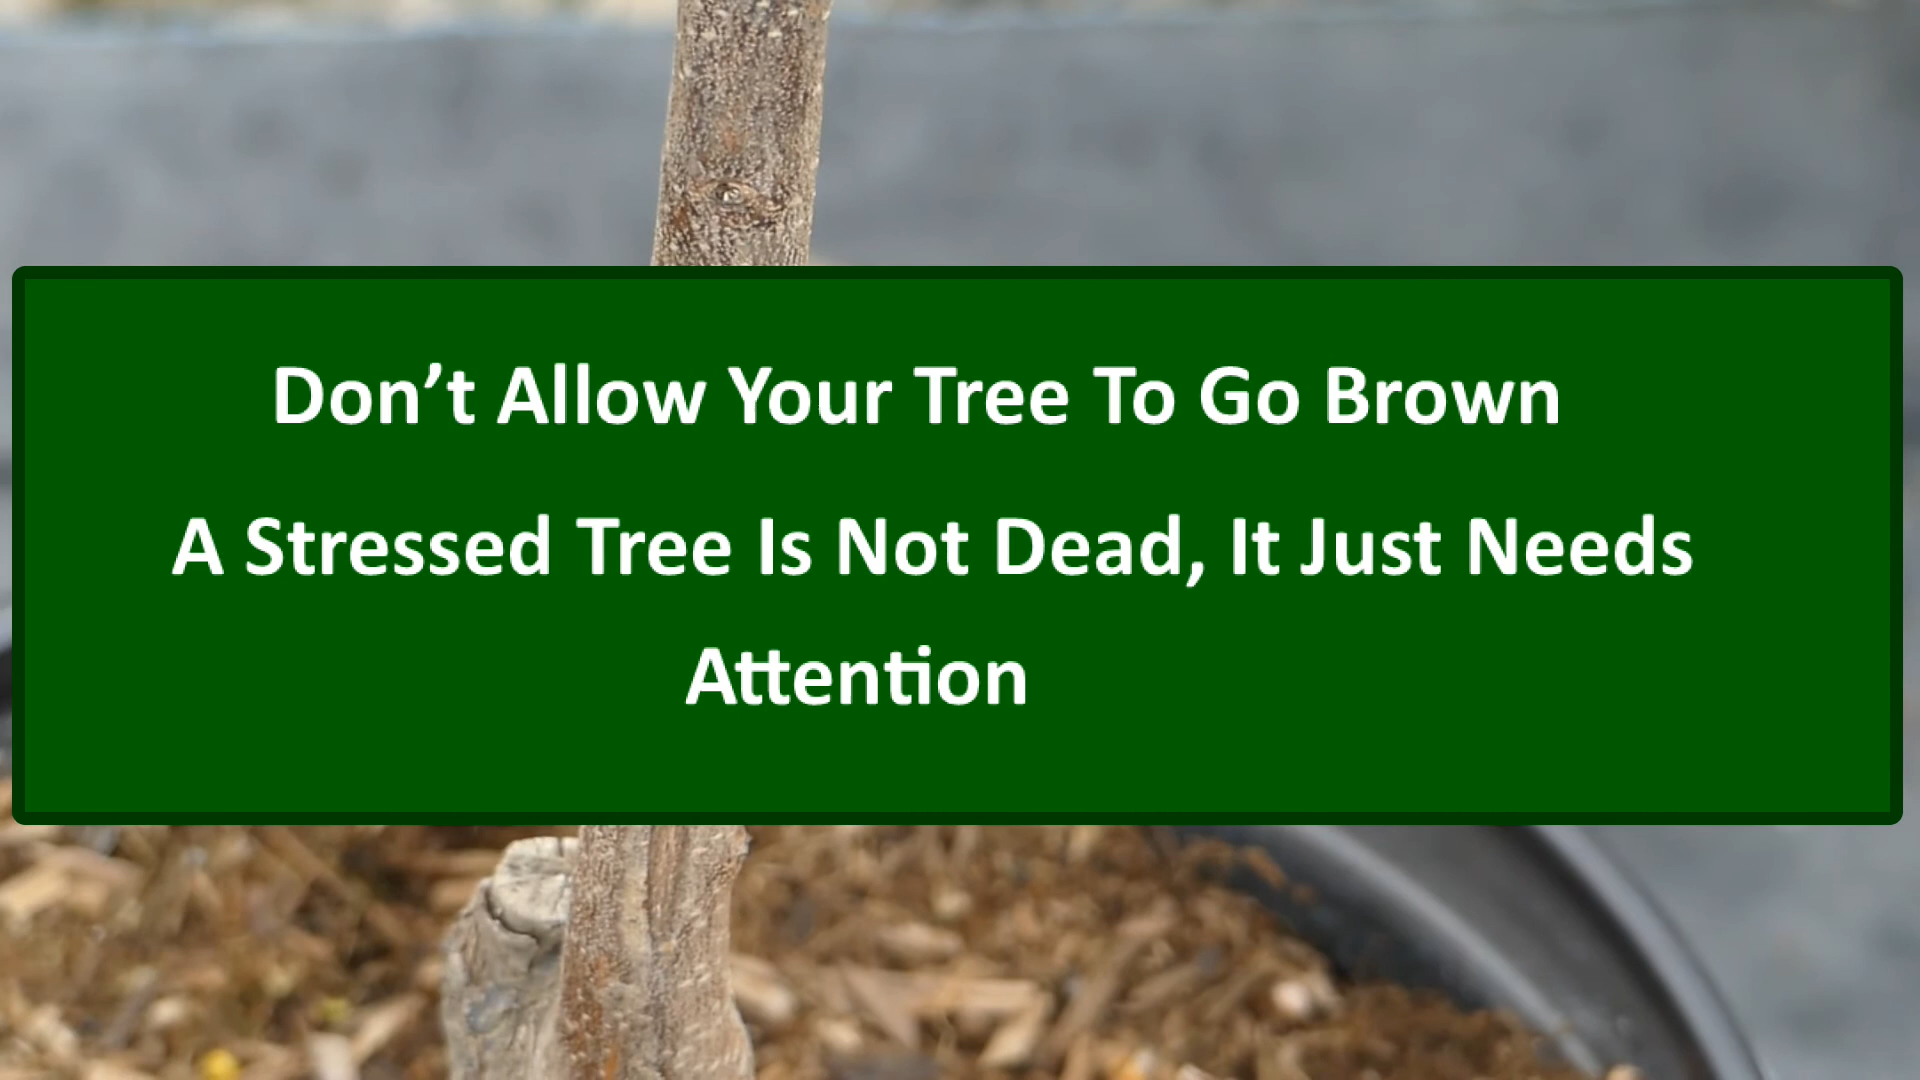 Don’t Allow Your Tree To Go Brown
A Stressed Tree Is Not Dead, It Just Needs
Attention